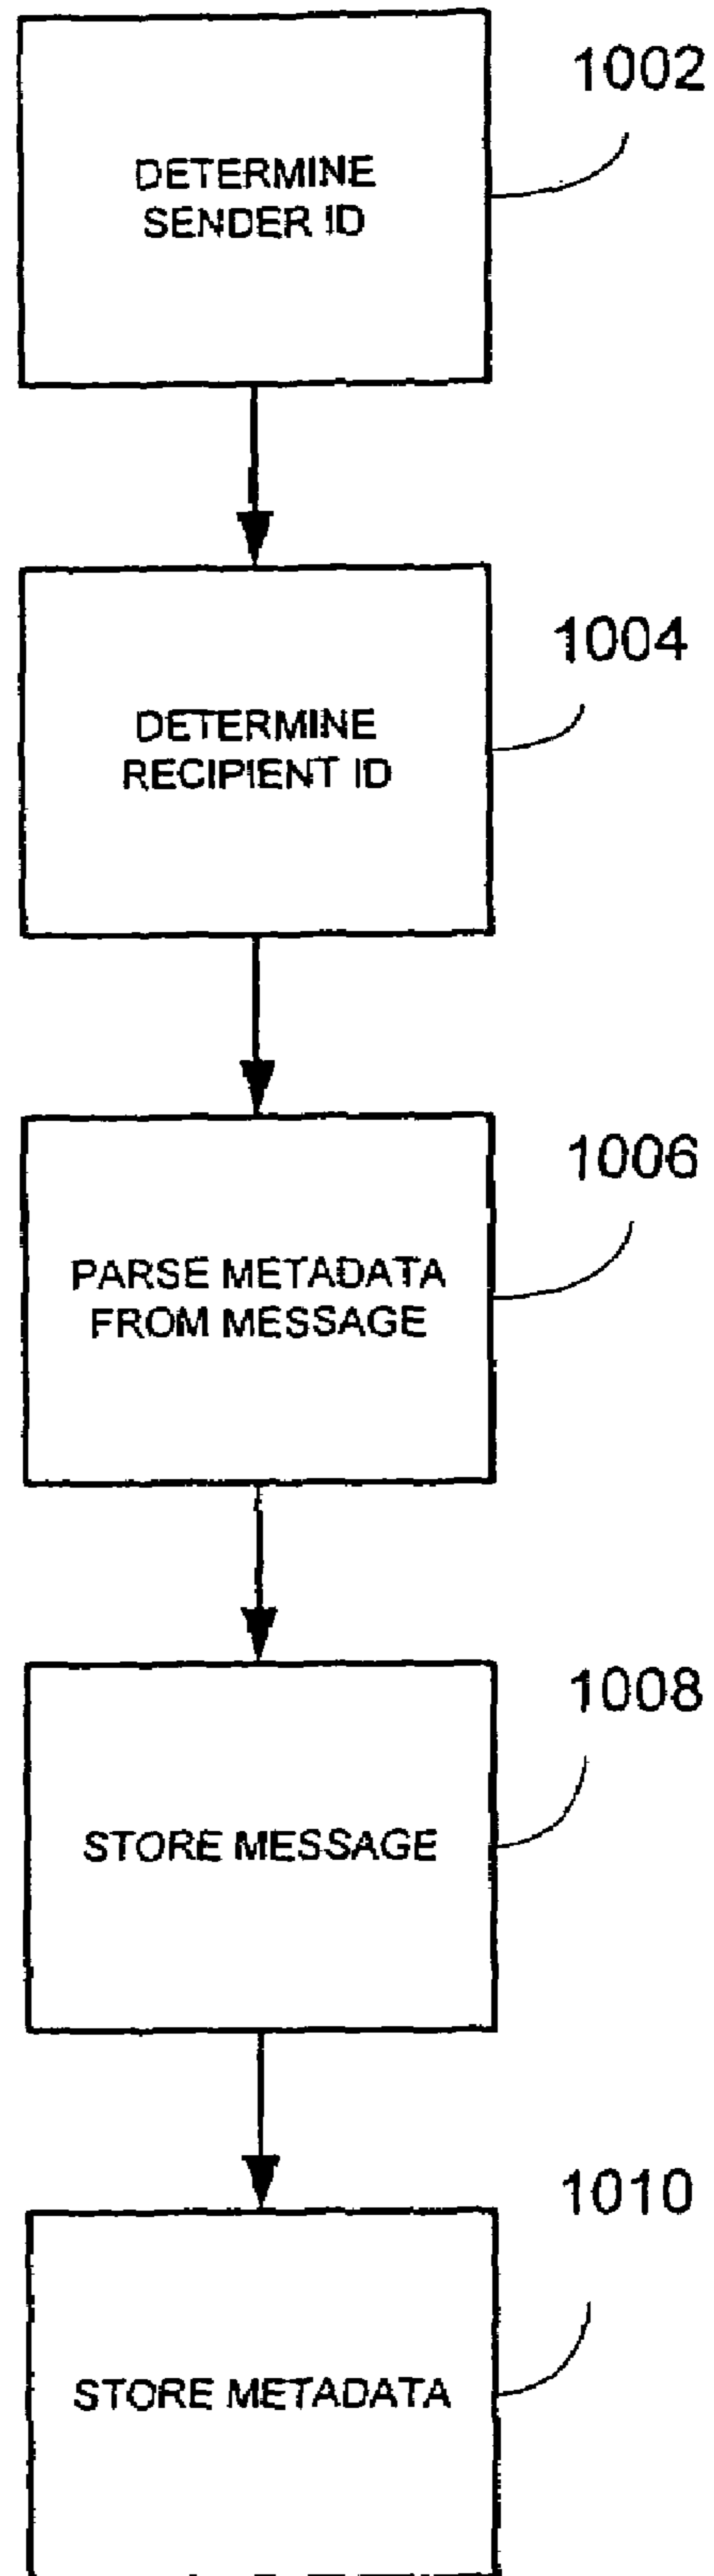 1002
DETERMINE
SENDER ID
1004
DETERMINE
RECIPIENT ID
1006
PARSE METADATA
FROM MESSAGE
1008
STORE MESSAGE
1010
STORE METADATA